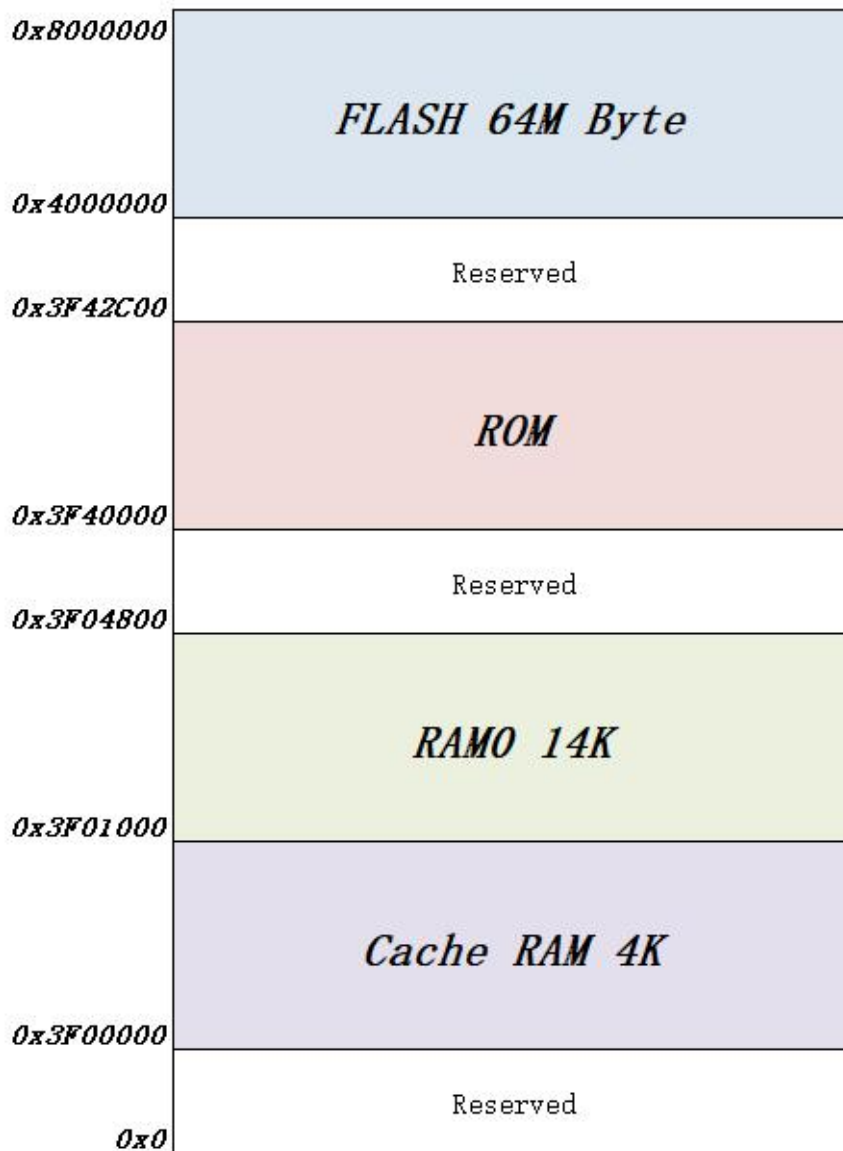 0x8000000
FLASH 64M Byte
0x4000000
Reserved
0x3F42C00
ROM
0x3F40000
Reserved
0x3F04800
RAM0 14K
0x3F01000
Cache RAM 4K
0x3F00000
Reserved
0x0